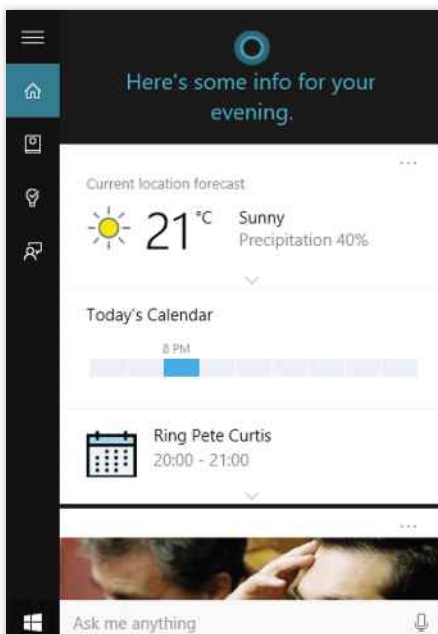 Here's some info for your
evening.
Current location forecast
21 °C
Sunny
Precipitation 40%
Today's Calendar
8 PM
Ring Pete Curtis
20:00 - 21:00
Ask me anything